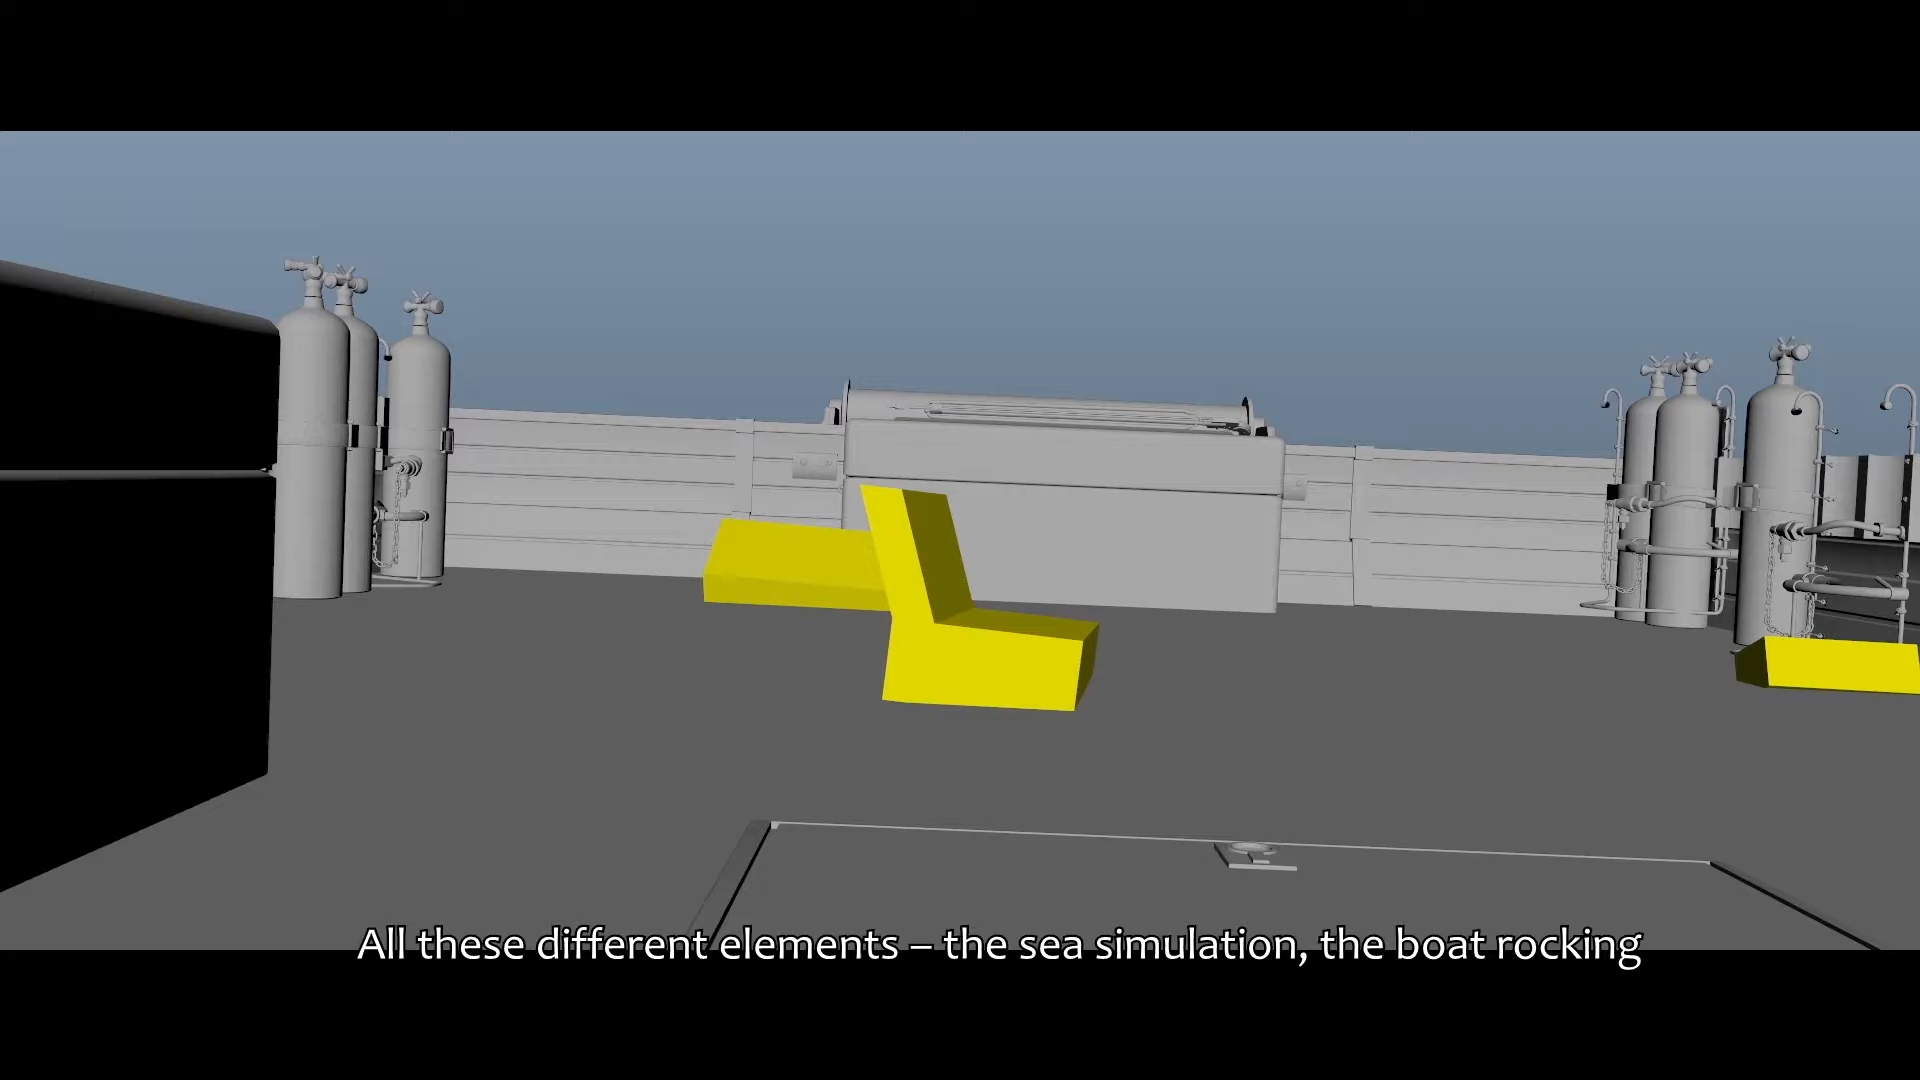 All these different elements – the sea simulation, the boat rocking